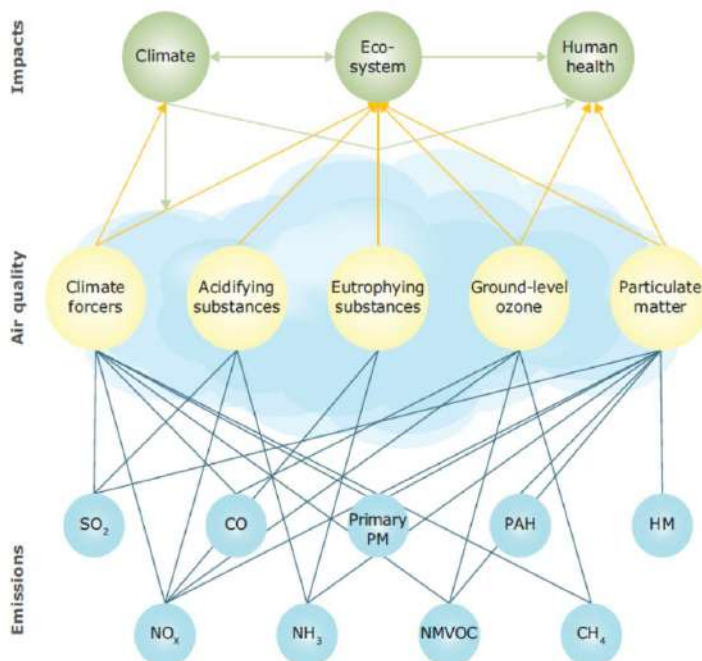 Impacts
Climate
Eco-
system
Human
health
Air quality
Climate
forcers
Acidifying
substances
Eutrophying
substances
Ground-level
ozone
Particulate
matter
Emissions
SO₂
CO
Primary
PM
PAH
HM
NOₓ
NH₃
NMVOC
CH₄